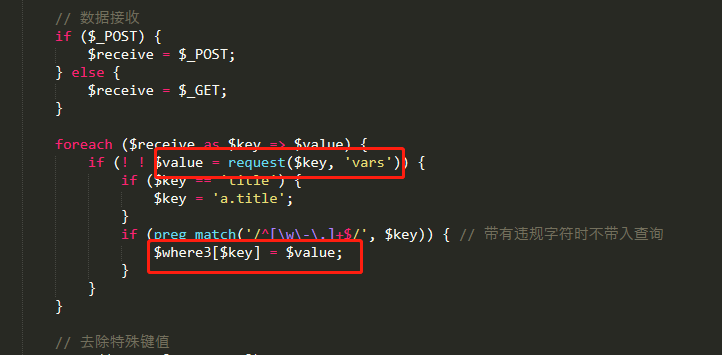 // 数据接收
if ($_POST) {
$receive = $_POST;
} else {
$receive = $_GET;
}
foreach ($receive as $key => $value) {
if (! ! $value = request($key, 'vars')) {
if ($key == 'title') {
$key = 'a.title';
}
if (preg_match('/^[\w\-\.]+$/', $key)) { // 带有违规字符时不带入查询
$where3[$key] = $value;
}
}
}
// 去除特殊键值